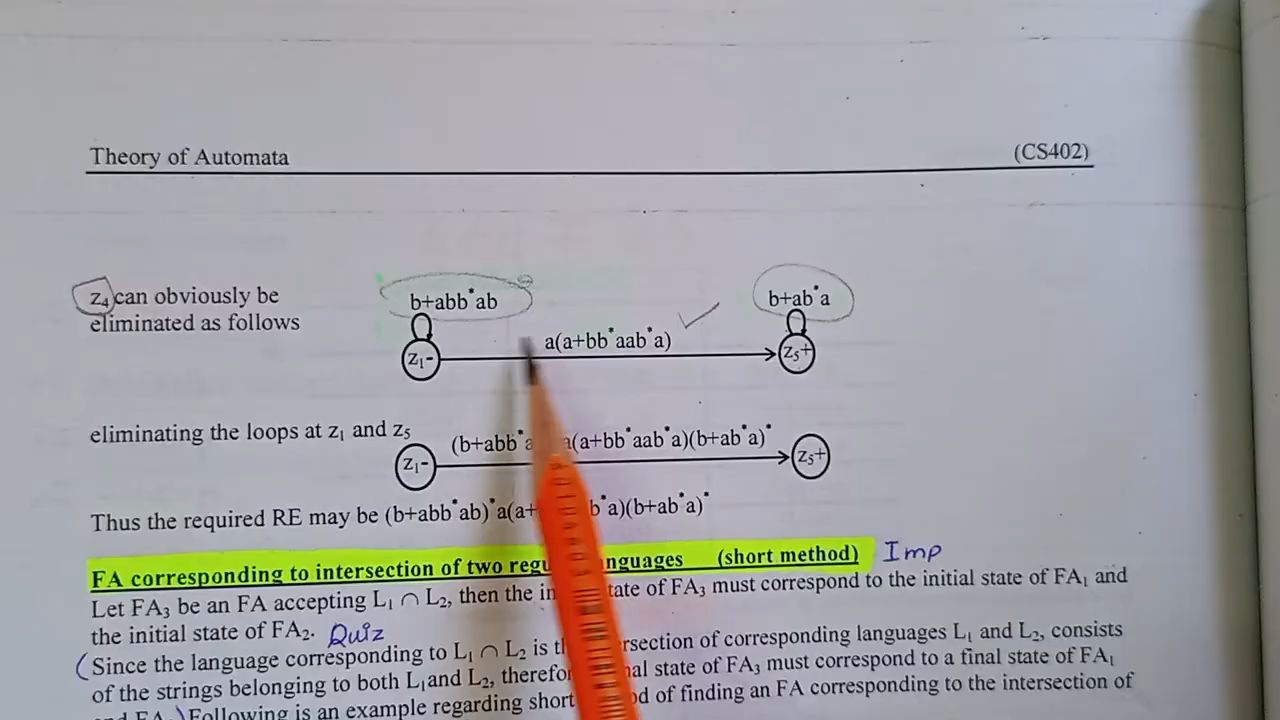 Theory of Automata (CS402)
z4 can obviously be
eliminated as follows
b+abb*ab
b+ab*a
a(a+bb*aab*a)
z1-
z5+
eliminating the loops at z1 and z5
(b+abb*a a(a+bb*aab*a)(b+ab*a)*
z1-
z5+
Thus the required RE may be (b+abb*ab)*a(a+ b*a)(b+ab*a)*
FA corresponding to intersection of two regu nguages (short method) Imp
Let FA3 be an FA accepting L1 ∩ L2, then the in tate of FA3 must correspond to the initial state of FA1 and
the initial state of FA2. Quiz
(Since the language corresponding to L1 ∩ L2 is th rsection of corresponding languages L1 and L2, consists
of the strings belonging to both L1and L2, therefo nal state of FA3 must correspond to a final state of FA1
Following is an example regarding short d of finding an FA corresponding to the intersection of